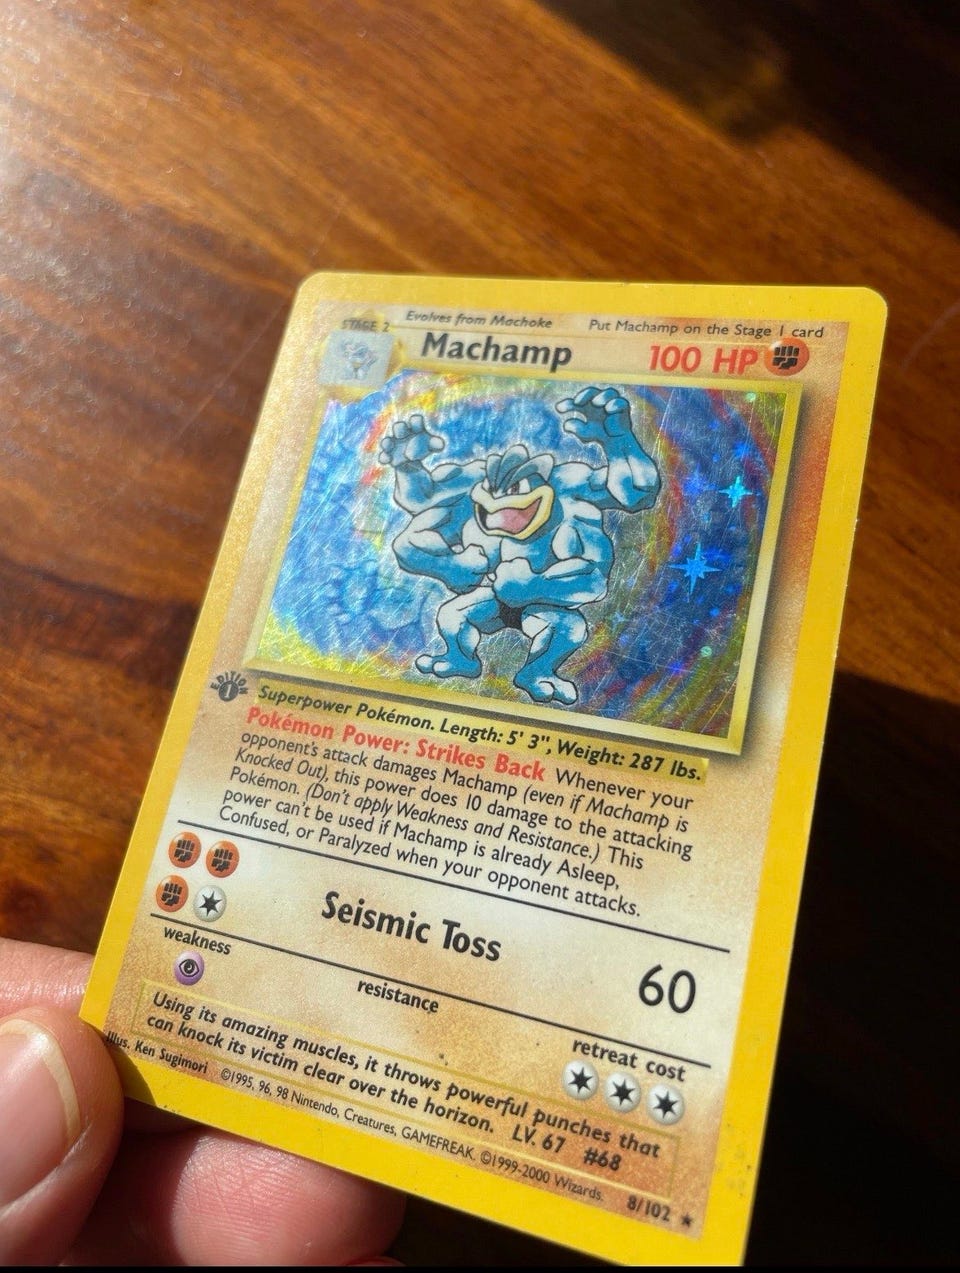 STAGE 2
Evolves from Machoke
Put Machamp on the Stage 1 card
Machamp
100 HP
EDITION
1
Superpower Pokémon. Length: 5' 3", Weight: 287 lbs.
Pokémon Power: Strikes Back Whenever your
opponent's attack damages Machamp (even if Machamp is
Knocked Out), this power does 10 damage to the attacking
Pokémon. (Don't apply Weakness and Resistance.) This
power can't be used if Machamp is already Asleep,
Confused, or Paralyzed when your opponent attacks.
Seismic Toss
60
weakness
resistance
retreat cost
Using its amazing muscles, it throws powerful punches that
can knock its victim clear over the horizon. LV. 67 #68
Illus. Ken Sugimori
©1995, 96, 98 Nintendo, Creatures, GAMEFREAK. ©1999-2000 Wizards.
8/102 ★